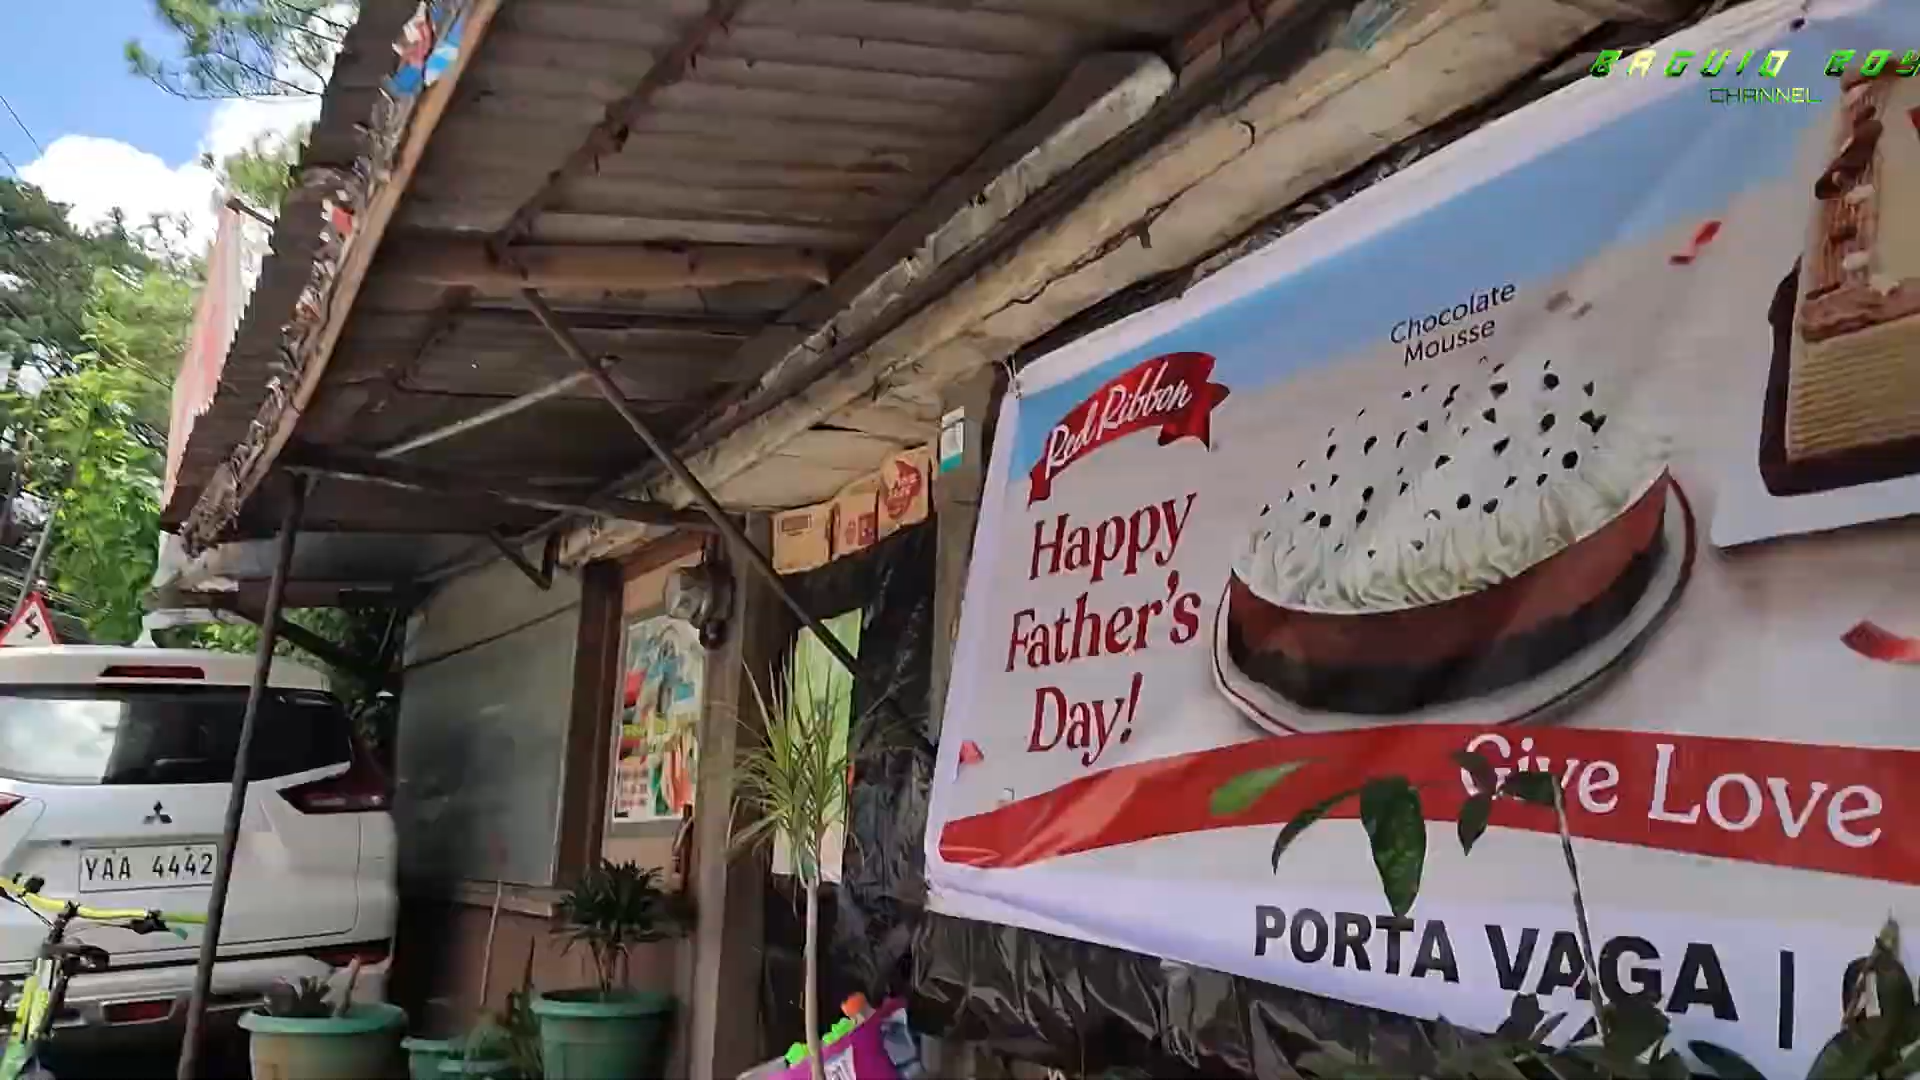 BAGUIO BOY
CHANNEL
Chocolate
Mousse
Red Ribbon
Happy
Father's
Day!
Give Love
PORTA VAGA |
YAA 4442